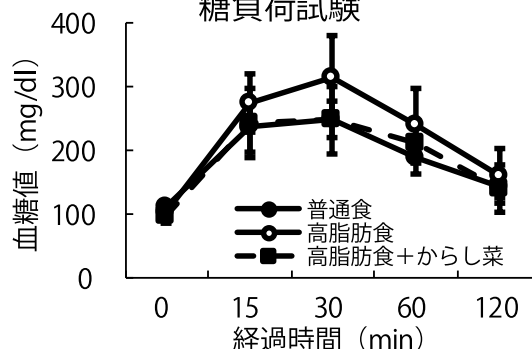 糖負荷試験
400
300
200
100
0
血糖値（mg/dl）
普通食
高脂肪食
高脂肪食＋からし菜
0 15 30 60 120
経過時間（min）